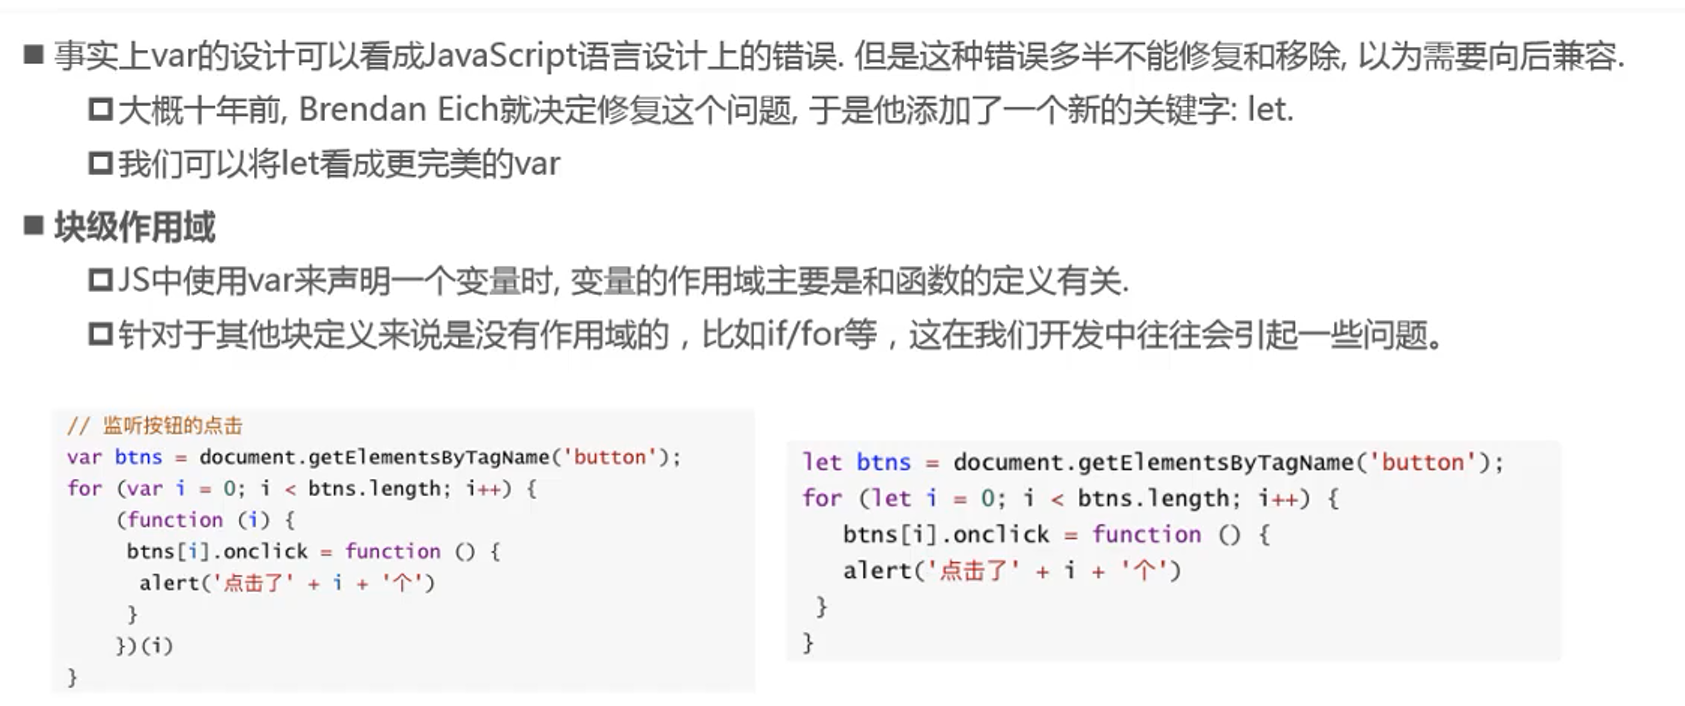 ■ 事实上var的设计可以看成JavaScript语言设计上的错误. 但是这种错误多半不能修复和移除, 以为需要向后兼容.
大概十年前, Brendan Eich就决定修复这个问题, 于是他添加了一个新的关键字: let.
我们可以将let看成更完美的var
■ 块级作用域
JS中使用var来声明一个变量时, 变量的作用域主要是和函数的定义有关.
针对于其他块定义来说是没有作用域的，比如if/for等，这在我们开发中往往会引起一些问题。
// 监听按钮的点击
var btns = document.getElementsByTagName('button');
for (var i = 0; i < btns.length; i++) {
(function (i) {
btns[i].onclick = function () {
alert('点击了' + i + '个')
}
})(i)
}
let btns = document.getElementsByTagName('button');
for (let i = 0; i < btns.length; i++) {
btns[i].onclick = function () {
alert('点击了' + i + '个')
}
}